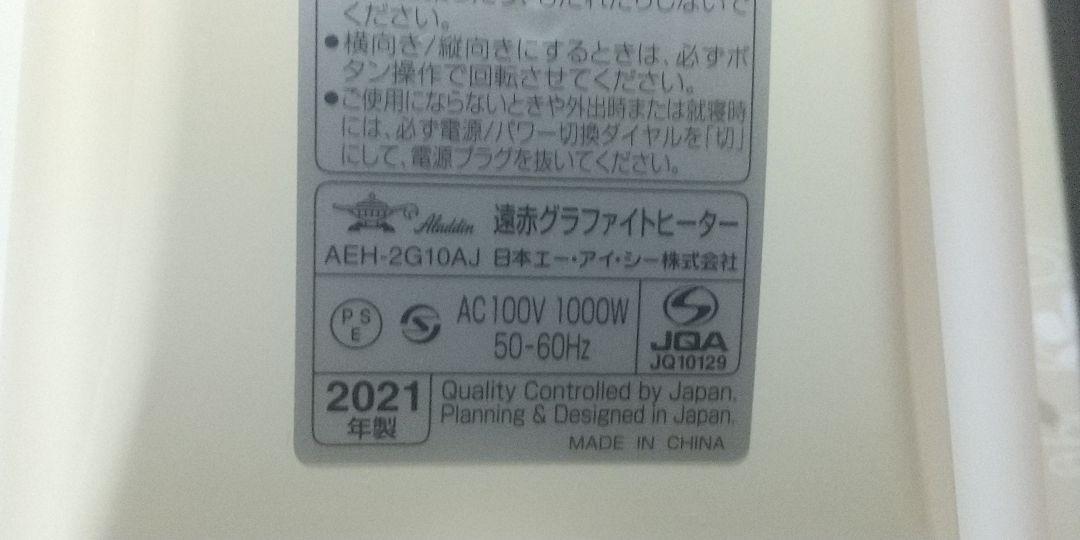 ください。
●横向き/縦向きにするときは、必ずボ
タン操作で回転させてください。
●ご使用にならないときや外出時または就寝時
には、必ず電源/パワー切換ダイヤルを「切」
にして、電源プラグを抜いてください。
Aladdin 遠赤グラファイトヒーター
AEH-2G10AJ 日本エー・アイ・シー株式会社
PSE
AC100V 1000W
50-60Hz
JQA
JQ10129
2021
年製
Quality Controlled by Japan.
Planning & Designed in Japan.
MADE IN CHINA